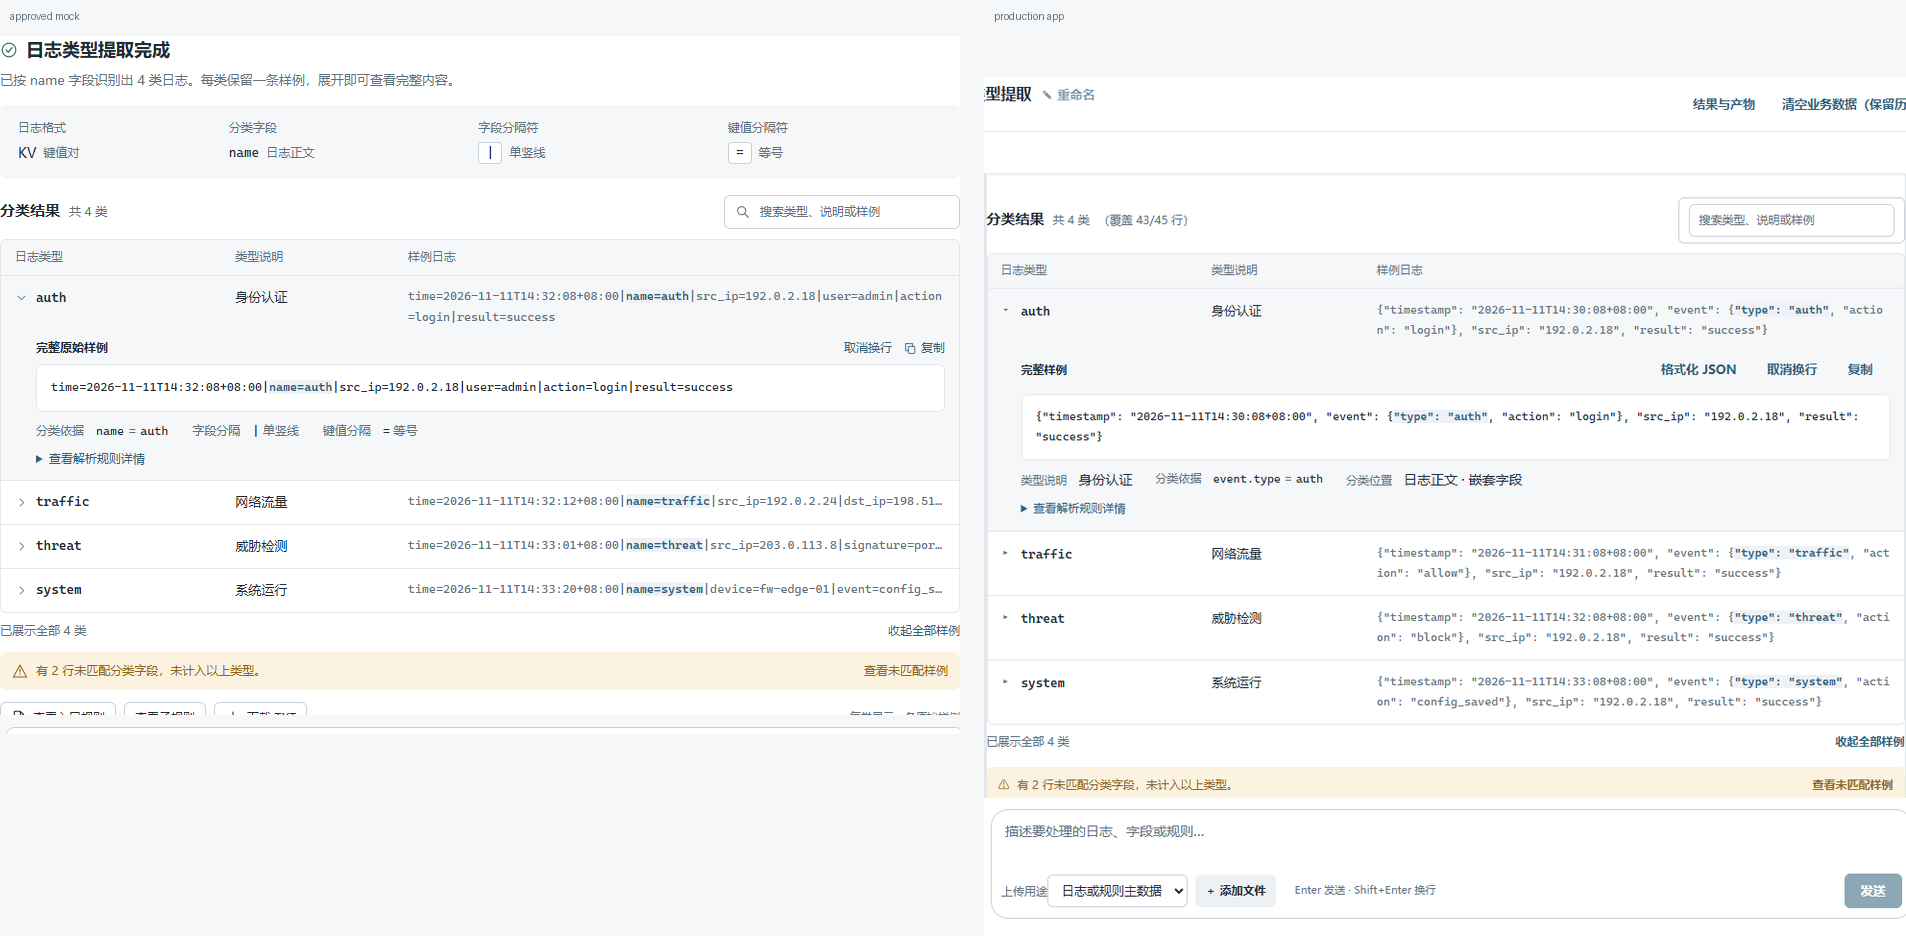 approved mock
日志类型提取完成
已按 name 字段识别出 4 类日志。每类保留一条样例，展开即可查看完整内容。
日志格式 分类字段 字段分隔符 键值分隔符
KV 键值对 name 日志正文 | 单竖线 = 等号
分类结果 共 4 类 搜索类型、说明或样例
日志类型 类型说明 样例日志
auth 身份认证 time=2026-11-11T14:32:08+08:00|name=auth|src_ip=192.0.2.18|user=admin|action
=login|result=success
完整原始样例 取消换行 复制
time=2026-11-11T14:32:08+08:00|name=auth|src_ip=192.0.2.18|user=admin|action=login|result=success
分类依据 name = auth 字段分隔 | 单竖线 键值分隔 = 等号
查看解析规则详情
traffic 网络流量 time=2026-11-11T14:32:12+08:00|name=traffic|src_ip=192.0.2.24|dst_ip=198.51…
threat 威胁检测 time=2026-11-11T14:33:01+08:00|name=threat|src_ip=203.0.113.8|signature=por…
system 系统运行 time=2026-11-11T14:33:20+08:00|name=system|device=fw-edge-01|event=config_s…
已展示全部 4 类 收起全部样例
有 2 行未匹配分类字段，未计入以上类型。 查看未匹配样例
production app
型提取 重命名
结果与产物 清空业务数据（保留历
分类结果 共 4 类 （覆盖 43/45 行） 搜索类型、说明或样例
日志类型 类型说明 样例日志
auth 身份认证 {"timestamp": "2026-11-11T14:30:08+08:00", "event": {"type": "auth", "actio
n": "login"}, "src_ip": "192.0.2.18", "result": "success"}
完整样例 格式化 JSON 取消换行 复制
{"timestamp": "2026-11-11T14:30:08+08:00", "event": {"type": "auth", "action": "login"}, "src_ip": "192.0.2.18", "result":
"success"}
类型说明 身份认证 分类依据 event.type = auth 分类位置 日志正文 · 嵌套字段
查看解析规则详情
traffic 网络流量 {"timestamp": "2026-11-11T14:31:08+08:00", "event": {"type": "traffic", "act
ion": "allow"}, "src_ip": "192.0.2.18", "result": "success"}
threat 威胁检测 {"timestamp": "2026-11-11T14:32:08+08:00", "event": {"type": "threat", "acti
on": "block"}, "src_ip": "192.0.2.18", "result": "success"}
system 系统运行 {"timestamp": "2026-11-11T14:33:08+08:00", "event": {"type": "system", "acti
on": "config_saved"}, "src_ip": "192.0.2.18", "result": "success"}
已展示全部 4 类 收起全部样例
有 2 行未匹配分类字段，未计入以上类型。 查看未匹配样例
描述要处理的日志、字段或规则...
上传用途 日志或规则主数据 + 添加文件 Enter 发送 · Shift+Enter 换行 发送